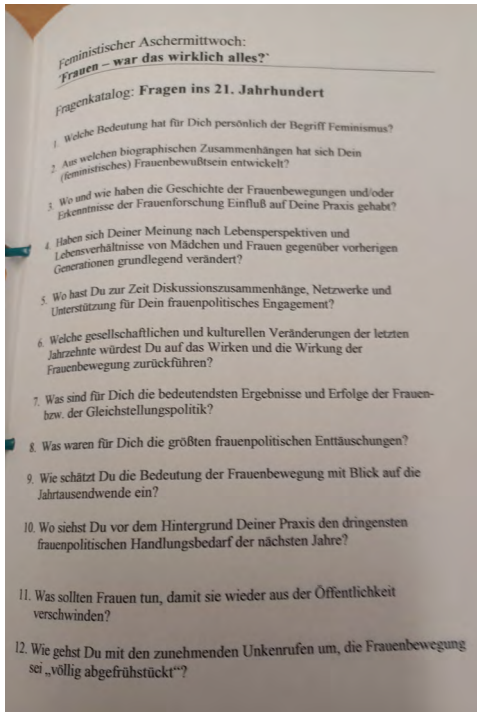 Feministischer Aschermittwoch:
'Frauen – war das wirklich alles?'
Fragenkatalog: Fragen ins 21. Jahrhundert
1. Welche Bedeutung hat für Dich persönlich der Begriff Feminismus?
2. Aus welchen biographischen Zusammenhängen hat sich Dein
(feministisches) Frauenbewußtsein entwickelt?
3. Wo und wie haben die Geschichte der Frauenbewegungen und/oder
Erkenntnisse der Frauenforschung Einfluß auf Deine Praxis gehabt?
4. Haben sich Deiner Meinung nach Lebensperspektiven und
Lebensverhältnisse von Mädchen und Frauen gegenüber vorherigen
Generationen grundlegend verändert?
5. Wo hast Du zur Zeit Diskussionszusammenhänge, Netzwerke und
Unterstützung für Dein frauenpolitisches Engagement?
6. Welche gesellschaftlichen und kulturellen Veränderungen der letzten
Jahrzehnte würdest Du auf das Wirken und die Wirkung der
Frauenbewegung zurückführen?
7. Was sind für Dich die bedeutendsten Ergebnisse und Erfolge der Frauen-
bzw. der Gleichstellungspolitik?
8. Was waren für Dich die größten frauenpolitischen Enttäuschungen?
9. Wie schätzt Du die Bedeutung der Frauenbewegung mit Blick auf die
Jahrtausendwende ein?
10. Wo siehst Du vor dem Hintergrund Deiner Praxis den dringensten
frauenpolitischen Handlungsbedarf der nächsten Jahre?
11. Was sollten Frauen tun, damit sie wieder aus der Öffentlichkeit
verschwinden?
12. Wie gehst Du mit den zunehmenden Unkenrufen um, die Frauenbewegung
sei „völlig abgefrühstückt“?